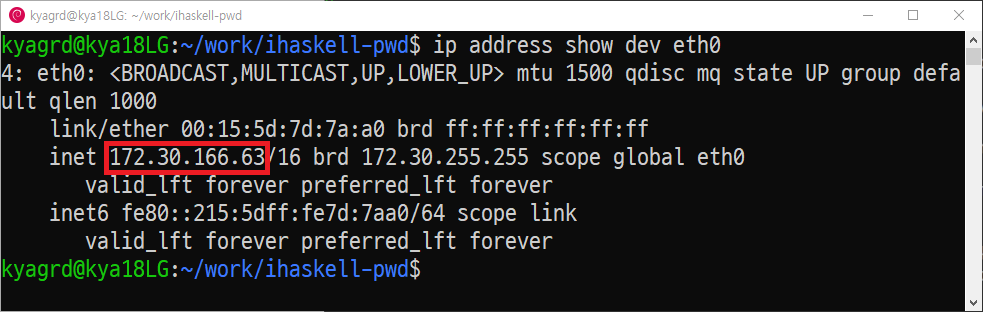 kyagrd@kya18LG: ~/work/ihaskell-pwd
kyagrd@kya18LG:~/work/ihaskell-pwd$ ip address show dev eth0
4: eth0: <BROADCAST,MULTICAST,UP,LOWER_UP> mtu 1500 qdisc mq state UP group defa
ult qlen 1000
    link/ether 00:15:5d:7d:7a:a0 brd ff:ff:ff:ff:ff:ff
    inet 172.30.166.63/16 brd 172.30.255.255 scope global eth0
       valid_lft forever preferred_lft forever
    inet6 fe80::215:5dff:fe7d:7aa0/64 scope link
       valid_lft forever preferred_lft forever
kyagrd@kya18LG:~/work/ihaskell-pwd$